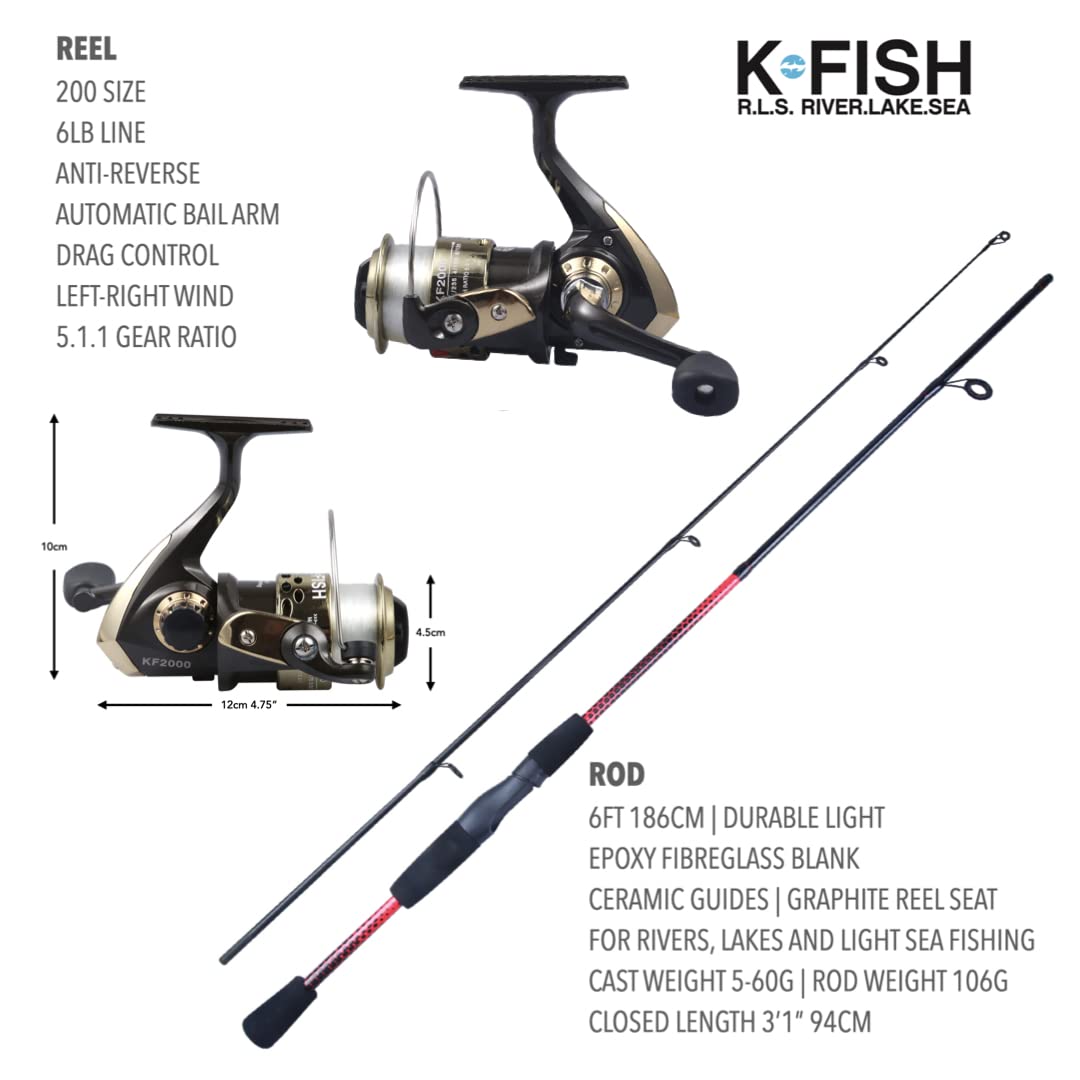 REEL
200 SIZE
6LB LINE
ANTI-REVERSE
AUTOMATIC BAIL ARM
DRAG CONTROL
LEFT-RIGHT WIND
5.1.1 GEAR RATIO
K FISH
R.L.S. RIVER.LAKE.SEA
KF200
10cm
FISH
KF2000
4.5cm
12cm 4.75”
ROD
6FT 186CM | DURABLE LIGHT
EPOXY FIBREGLASS BLANK
CERAMIC GUIDES | GRAPHITE REEL SEAT
FOR RIVERS, LAKES AND LIGHT SEA FISHING
CAST WEIGHT 5-60G | ROD WEIGHT 106G
CLOSED LENGTH 3’1” 94CM